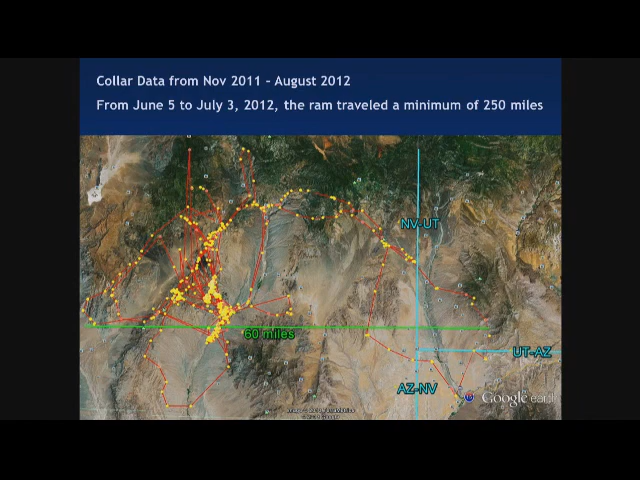 Collar Data from Nov 2011 – August 2012
From June 5 to July 3, 2012, the ram traveled a minimum of 250 miles
NV-UT
60 miles
UT-AZ
AZ-NV
Google earth